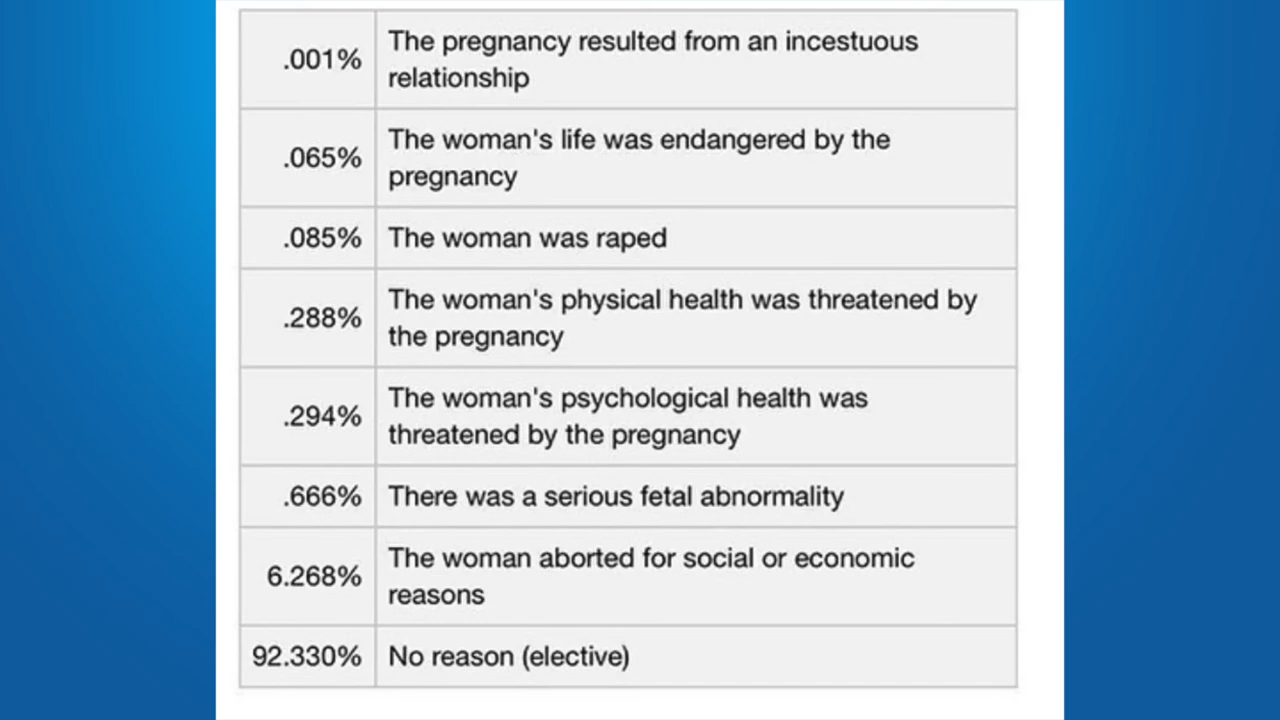 .001%
The pregnancy resulted from an incestuous
relationship
.065%
The woman's life was endangered by the
pregnancy
.085%
The woman was raped
.288%
The woman's physical health was threatened by
the pregnancy
.294%
The woman's psychological health was
threatened by the pregnancy
.666%
There was a serious fetal abnormality
6.268%
The woman aborted for social or economic
reasons
92.330%
No reason (elective)